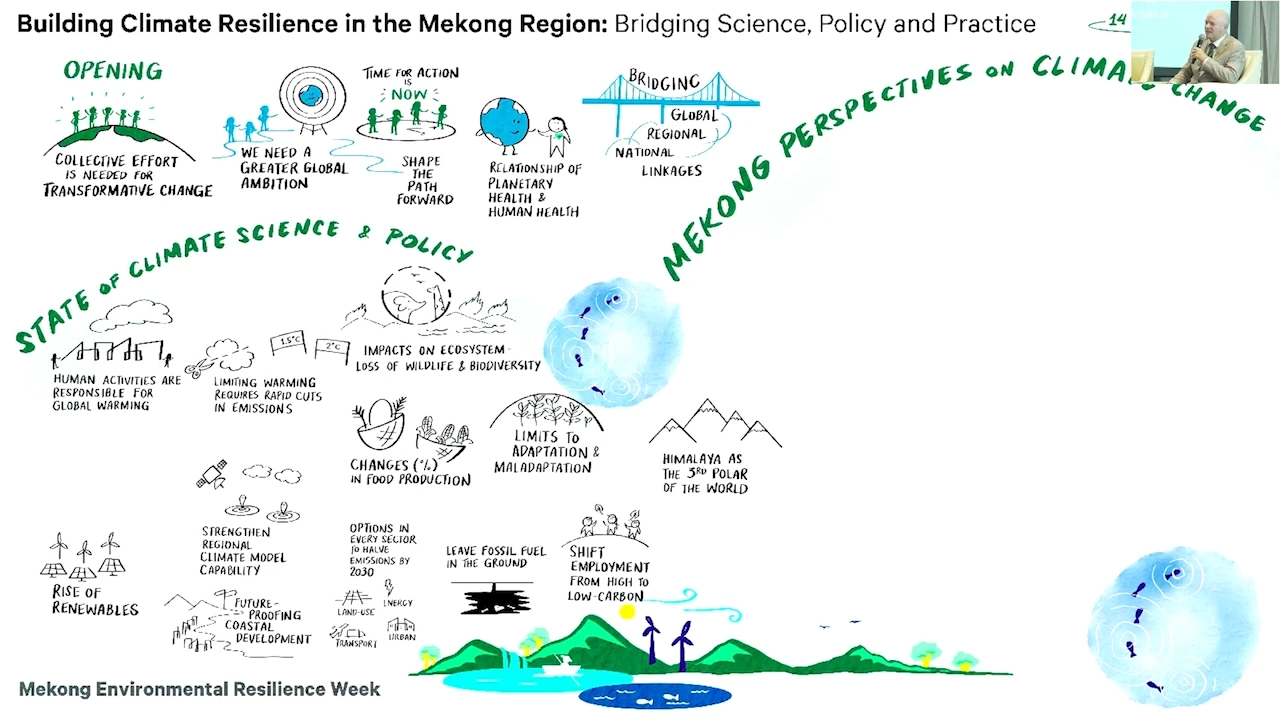 Building Climate Resilience in the Mekong Region: Bridging Science, Policy and Practice
14
OPENING
COLLECTIVE EFFORT
IS NEEDED FOR
TRANSFORMATIVE CHANGE
WE NEED A
GREATER GLOBAL
AMBITION
TIME FOR ACTION
IS
NOW
SHAPE
THE
PATH
FORWARD
RELATIONSHIP OF
PLANETARY
HEALTH &
HUMAN HEALTH
BRIDGING
GLOBAL
REGIONAL
NATIONAL
LINKAGES
MEKONG PERSPECTIVES ON CLIMATE CHANGE
STATE OF CLIMATE SCIENCE & POLICY
HUMAN ACTIVITIES ARE
RESPONSIBLE FOR
GLOBAL WARMING
1.5°C
2°C
LIMITING WARMING
REQUIRES RAPID CUTS
IN EMISSIONS
IMPACTS ON ECOSYSTEM -
LOSS OF WILDLIFE & BIODIVERSITY
CHANGES (%)
IN FOOD PRODUCTION
LIMITS TO
ADAPTATION &
MALADAPTATION
HIMALAYA AS
THE 3RD POLAR
OF THE WORLD
RISE OF
RENEWABLES
STRENGTHEN
REGIONAL
CLIMATE MODEL
CAPABILITY
FUTURE-
PROOFING
COASTAL
DEVELOPMENT
OPTIONS IN
EVERY SECTOR
TO HALVE
EMISSIONS BY
2030
ENERGY
LAND-USE
TRANSPORT
URBAN
LEAVE FOSSIL FUEL
IN THE GROUND
SHIFT
EMPLOYMENT
FROM HIGH TO
LOW-CARBON
Mekong Environmental Resilience Week